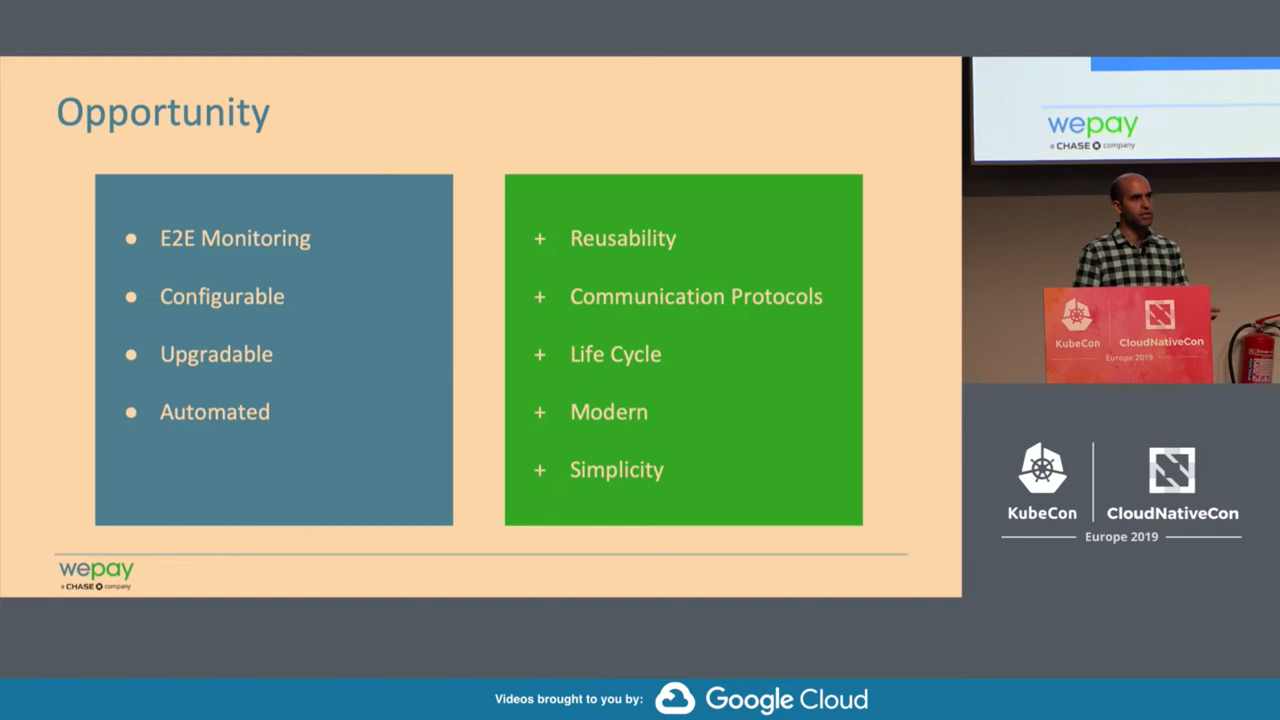 Opportunity
● E2E Monitoring
● Configurable
● Upgradable
● Automated
+ Reusability
+ Communication Protocols
+ Life Cycle
+ Modern
+ Simplicity
wepay
a CHASE company
wepay
a CHASE company
KubeCon
CloudNativeCon
Europe 2019
KubeCon
CloudNativeCon
Europe 2019
Videos brought to you by: Google Cloud